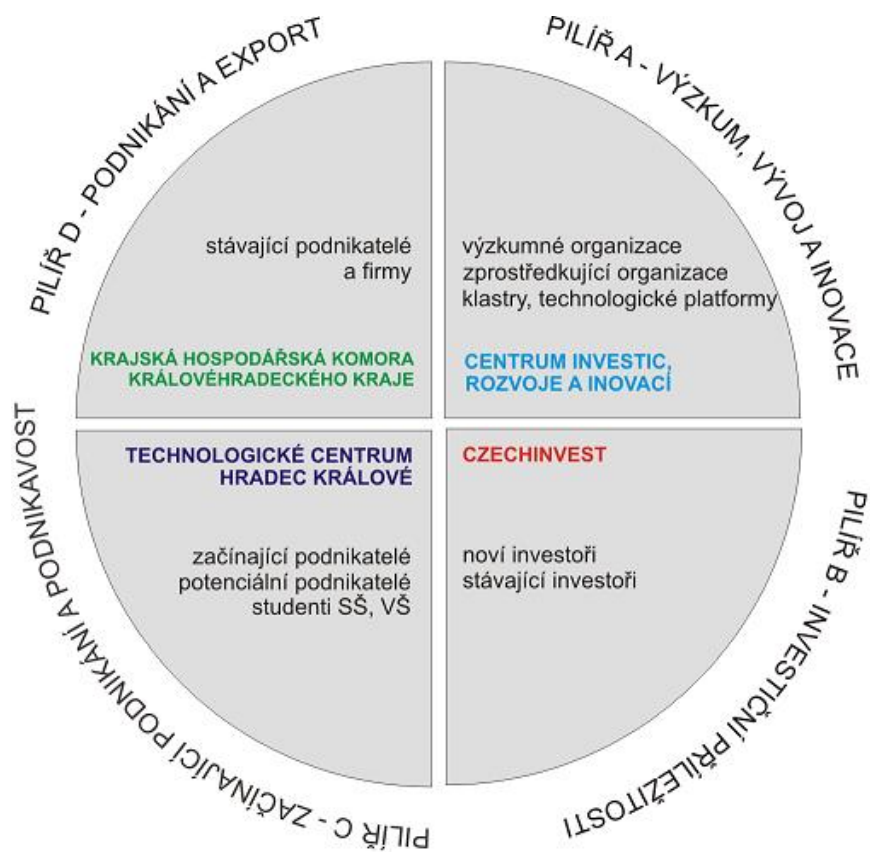 PILÍŘ D - PODNIKÁNÍ A EXPORT
stávající podnikatelé
a firmy
KRAJSKÁ HOSPODÁŘSKÁ KOMORA
KRÁLOVÉHRADECKÉHO KRAJE
PILÍŘ A - VÝZKUM, VÝVOJ A INOVACE
výzkumné organizace
zprostředkující organizace
klastry, technologické platformy
CENTRUM INVESTIC,
ROZVOJE A INOVACÍ
PILÍŘ C - ZAČÍNAJÍCÍ PODNIKÁNÍ A PODNIKAVOST
TECHNOLOGICKÉ CENTRUM
HRADEC KRÁLOVÉ
začínající podnikatelé
potenciální podnikatelé
studenti SŠ, VŠ
PILÍŘ B - INVESTIČNÍ PŘÍLEŽITOSTI
CZECHINVEST
noví investoři
stávající investoři